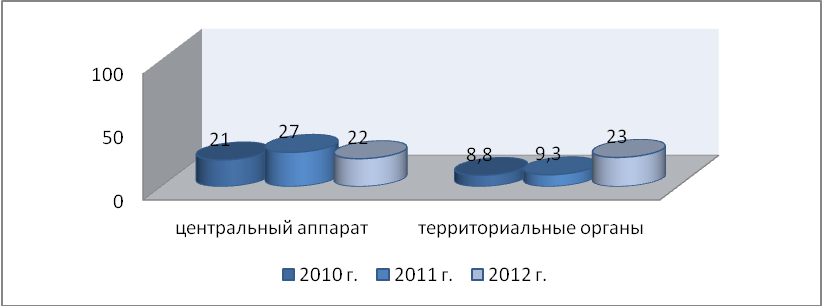 100
50
0
21
27
22
8,8
9,3
23
центральный аппарат
территориальные органы
2010 г.
2011 г.
2012 г.